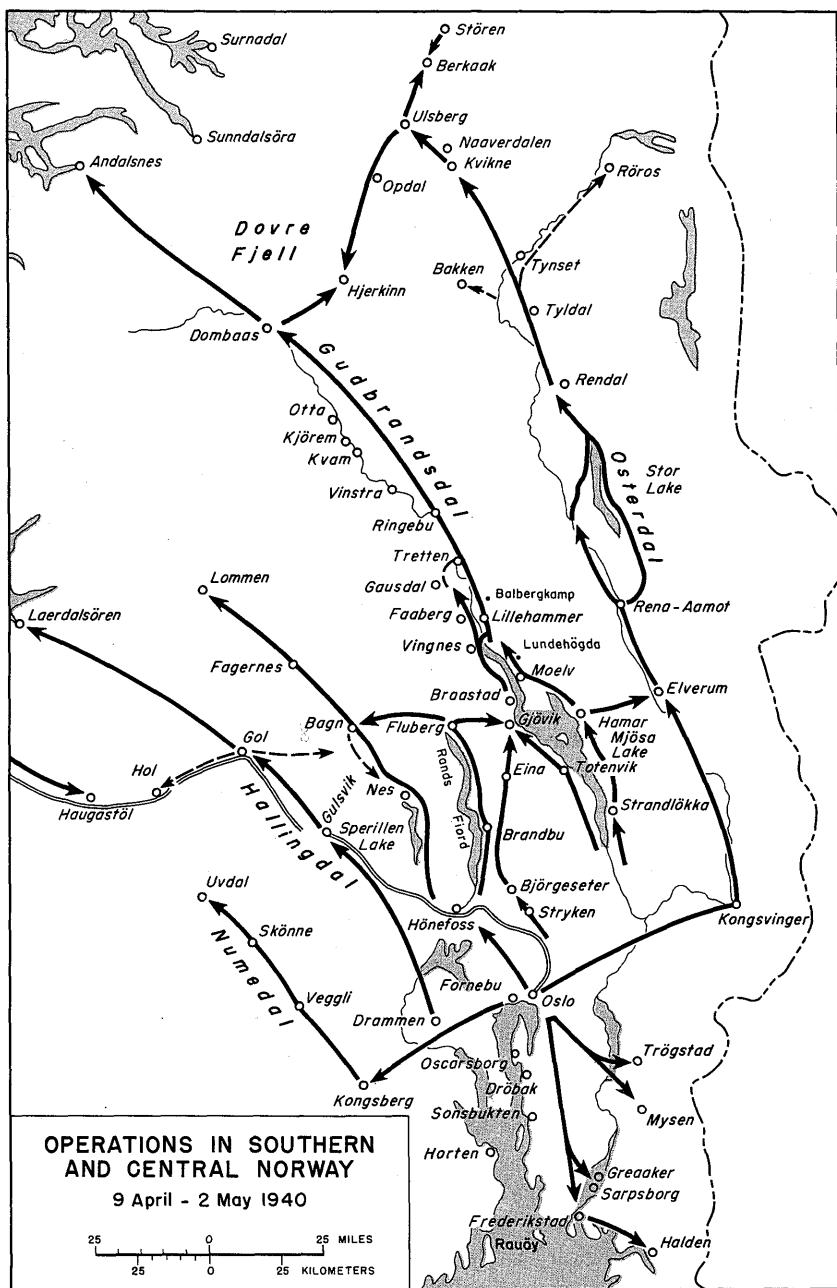 Surnadal
Stören
Berkaak
Ulsberg
Sunndalsöra
Naaverdalen
Kvikne
Andalsnes
Opdal
Röros
Dovre
Fjell
Tynset
Bakken
Hjerkinn
Tyldal
Dombaas
Gudbrandsdal
Rendal
Otta
Kjörem
Kvam
Osterdal
Stor
Lake
Vinstra
Ringebu
Tretten
Lommen
Gausdal
Balbergkamp
Laerdalsören
Faaberg
Lillehammer
Rena-Aamot
Vingnes
Lundehögda
Fagernes
Moelv
Braastad
Elverum
Bagn
Fluberg
Gjövik
Hamar
Mjösa
Lake
Gol
Hol
Eina
Totenvik
Nes
Rands
Fiord
Haugastöl
Hallingdal
Gulsvik
Strandlökka
Sperillen
Lake
Brandbu
Uvdal
Björgeseter
Hönefoss
Stryken
Kongsvinger
Skönne
Numedal
Veggli
Fornebu
Oslo
Drammen
Oscarsborg
Trögstad
Dröbak
Kongsberg
Sonsbukten
Mysen
Horten
Greaaker
Sarpsborg
Frederikstad
Rauöy
Halden
OPERATIONS IN SOUTHERN
AND CENTRAL NORWAY
9 April - 2 May 1940
25 0 25 MILES
25 0 25 KILOMETERS